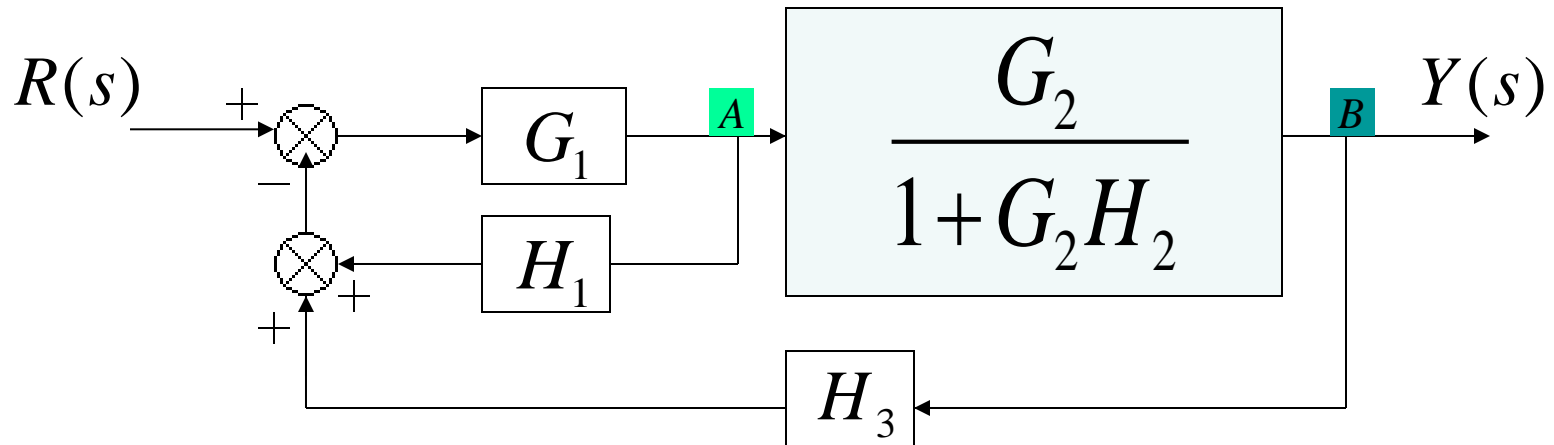 R(s)
+
−
G₁
A
G₂
1+G₂H₂
B
Y(s)
H₁
+
+
H₃